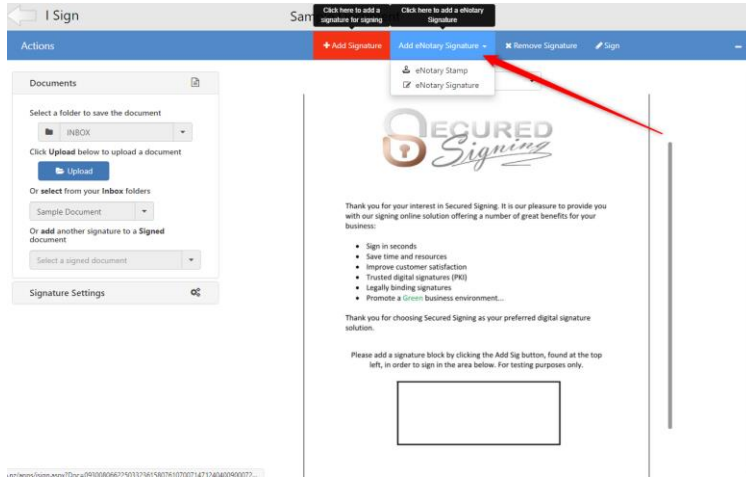 I Sign
Sam
Click here to add a
signature for signing
Click here to add a eNotary
Signature
Actions
Add Signature
Add eNotary Signature
Remove Signature
Sign
eNotary Stamp
eNotary Signature
Documents
Select a folder to save the document
INBOX
Click Upload below to upload a document
Upload
Or select from your Inbox folders
Sample Document
Or add another signature to a Signed
document
Select a signed document
Signature Settings
SECURED
Signing
Thank you for your interest in Secured Signing. It is our pleasure to provide you
with our signing online solution offering a number of great benefits for your
business:
• Sign in seconds
• Save time and resources
• Improve customer satisfaction
• Trusted digital signatures (PKI)
• Legally binding signatures
• Promote a Green business environment...
Thank you for choosing Secured Signing as your preferred digital signature
solution.
Please add a signature block by clicking the Add Sig button, found at the top
left, in order to sign in the area below. For testing purposes only.